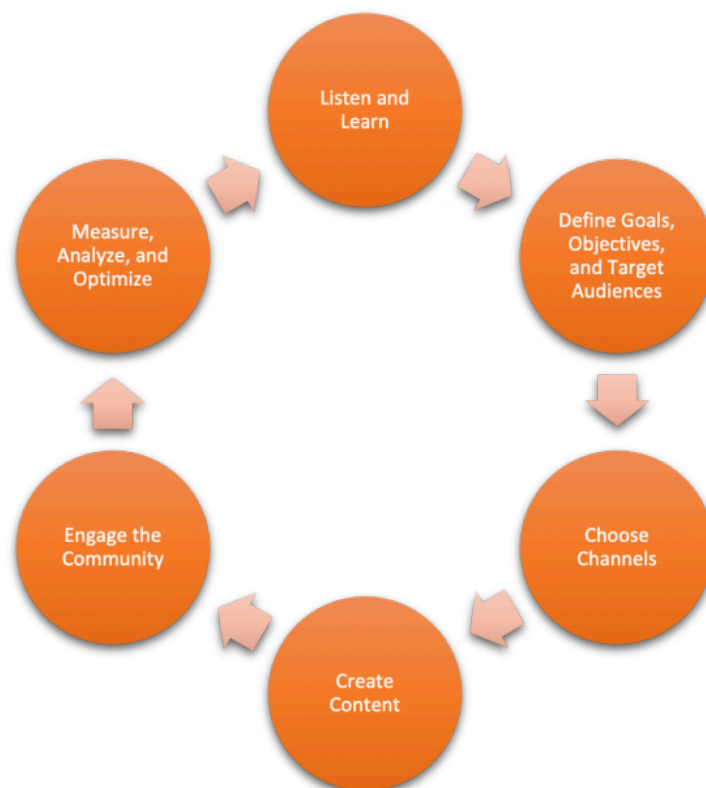 Listen and
Learn
Define Goals,
Objectives,
and Target
Audiences
Choose
Channels
Create
Content
Engage the
Community
Measure,
Analyze, and
Optimize